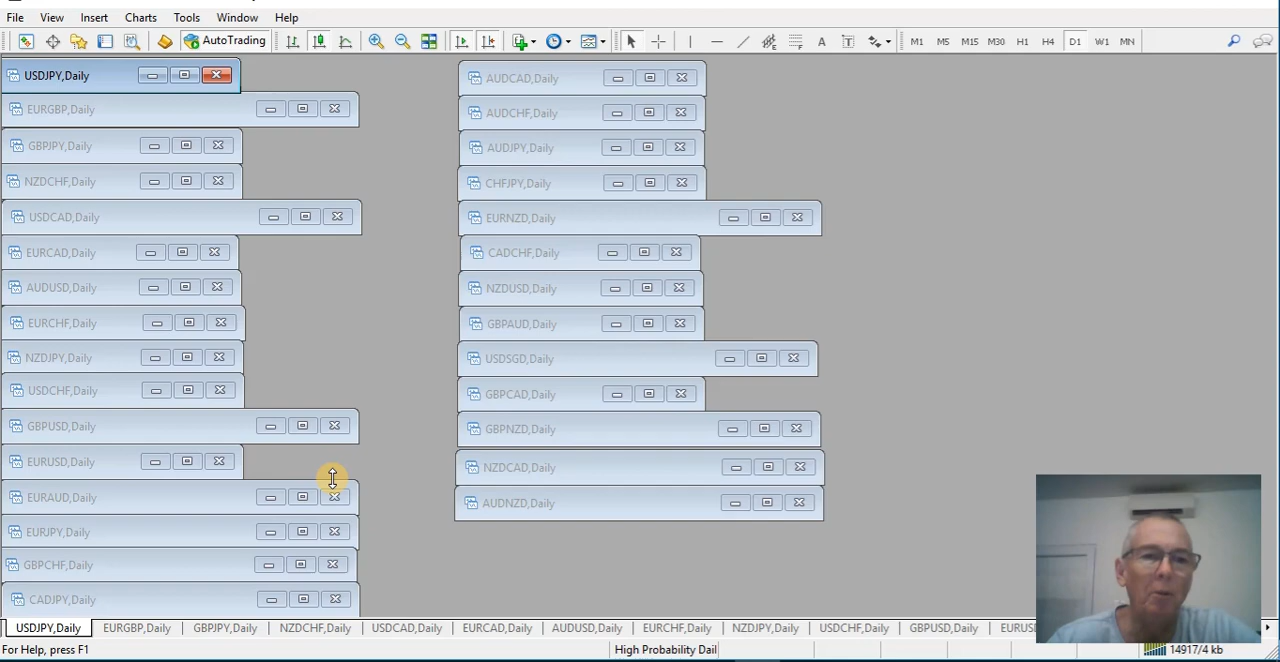 File View Insert Charts Tools Window Help
AutoTrading A T M1 M5 M15 M30 H1 H4 D1 W1 MN
USDJPY,Daily
EURGBP,Daily
GBPJPY,Daily
NZDCHF,Daily
USDCAD,Daily
EURCAD,Daily
AUDUSD,Daily
EURCHF,Daily
NZDJPY,Daily
USDCHF,Daily
GBPUSD,Daily
EURUSD,Daily
EURAUD,Daily
EURJPY,Daily
GBPCHF,Daily
CADJPY,Daily
AUDCAD,Daily
AUDCHF,Daily
AUDJPY,Daily
CHFJPY,Daily
EURNZD,Daily
CADCHF,Daily
NZDUSD,Daily
GBPAUD,Daily
USDSGD,Daily
GBPCAD,Daily
GBPNZD,Daily
NZDCAD,Daily
AUDNZD,Daily
USDJPY,Daily EURGBP,Daily GBPJPY,Daily NZDCHF,Daily USDCAD,Daily EURCAD,Daily AUDUSD,Daily EURCHF,Daily NZDJPY,Daily USDCHF,Daily GBPUSD,Daily EURUS
For Help, press F1 High Probability Dail 14917/4 kb